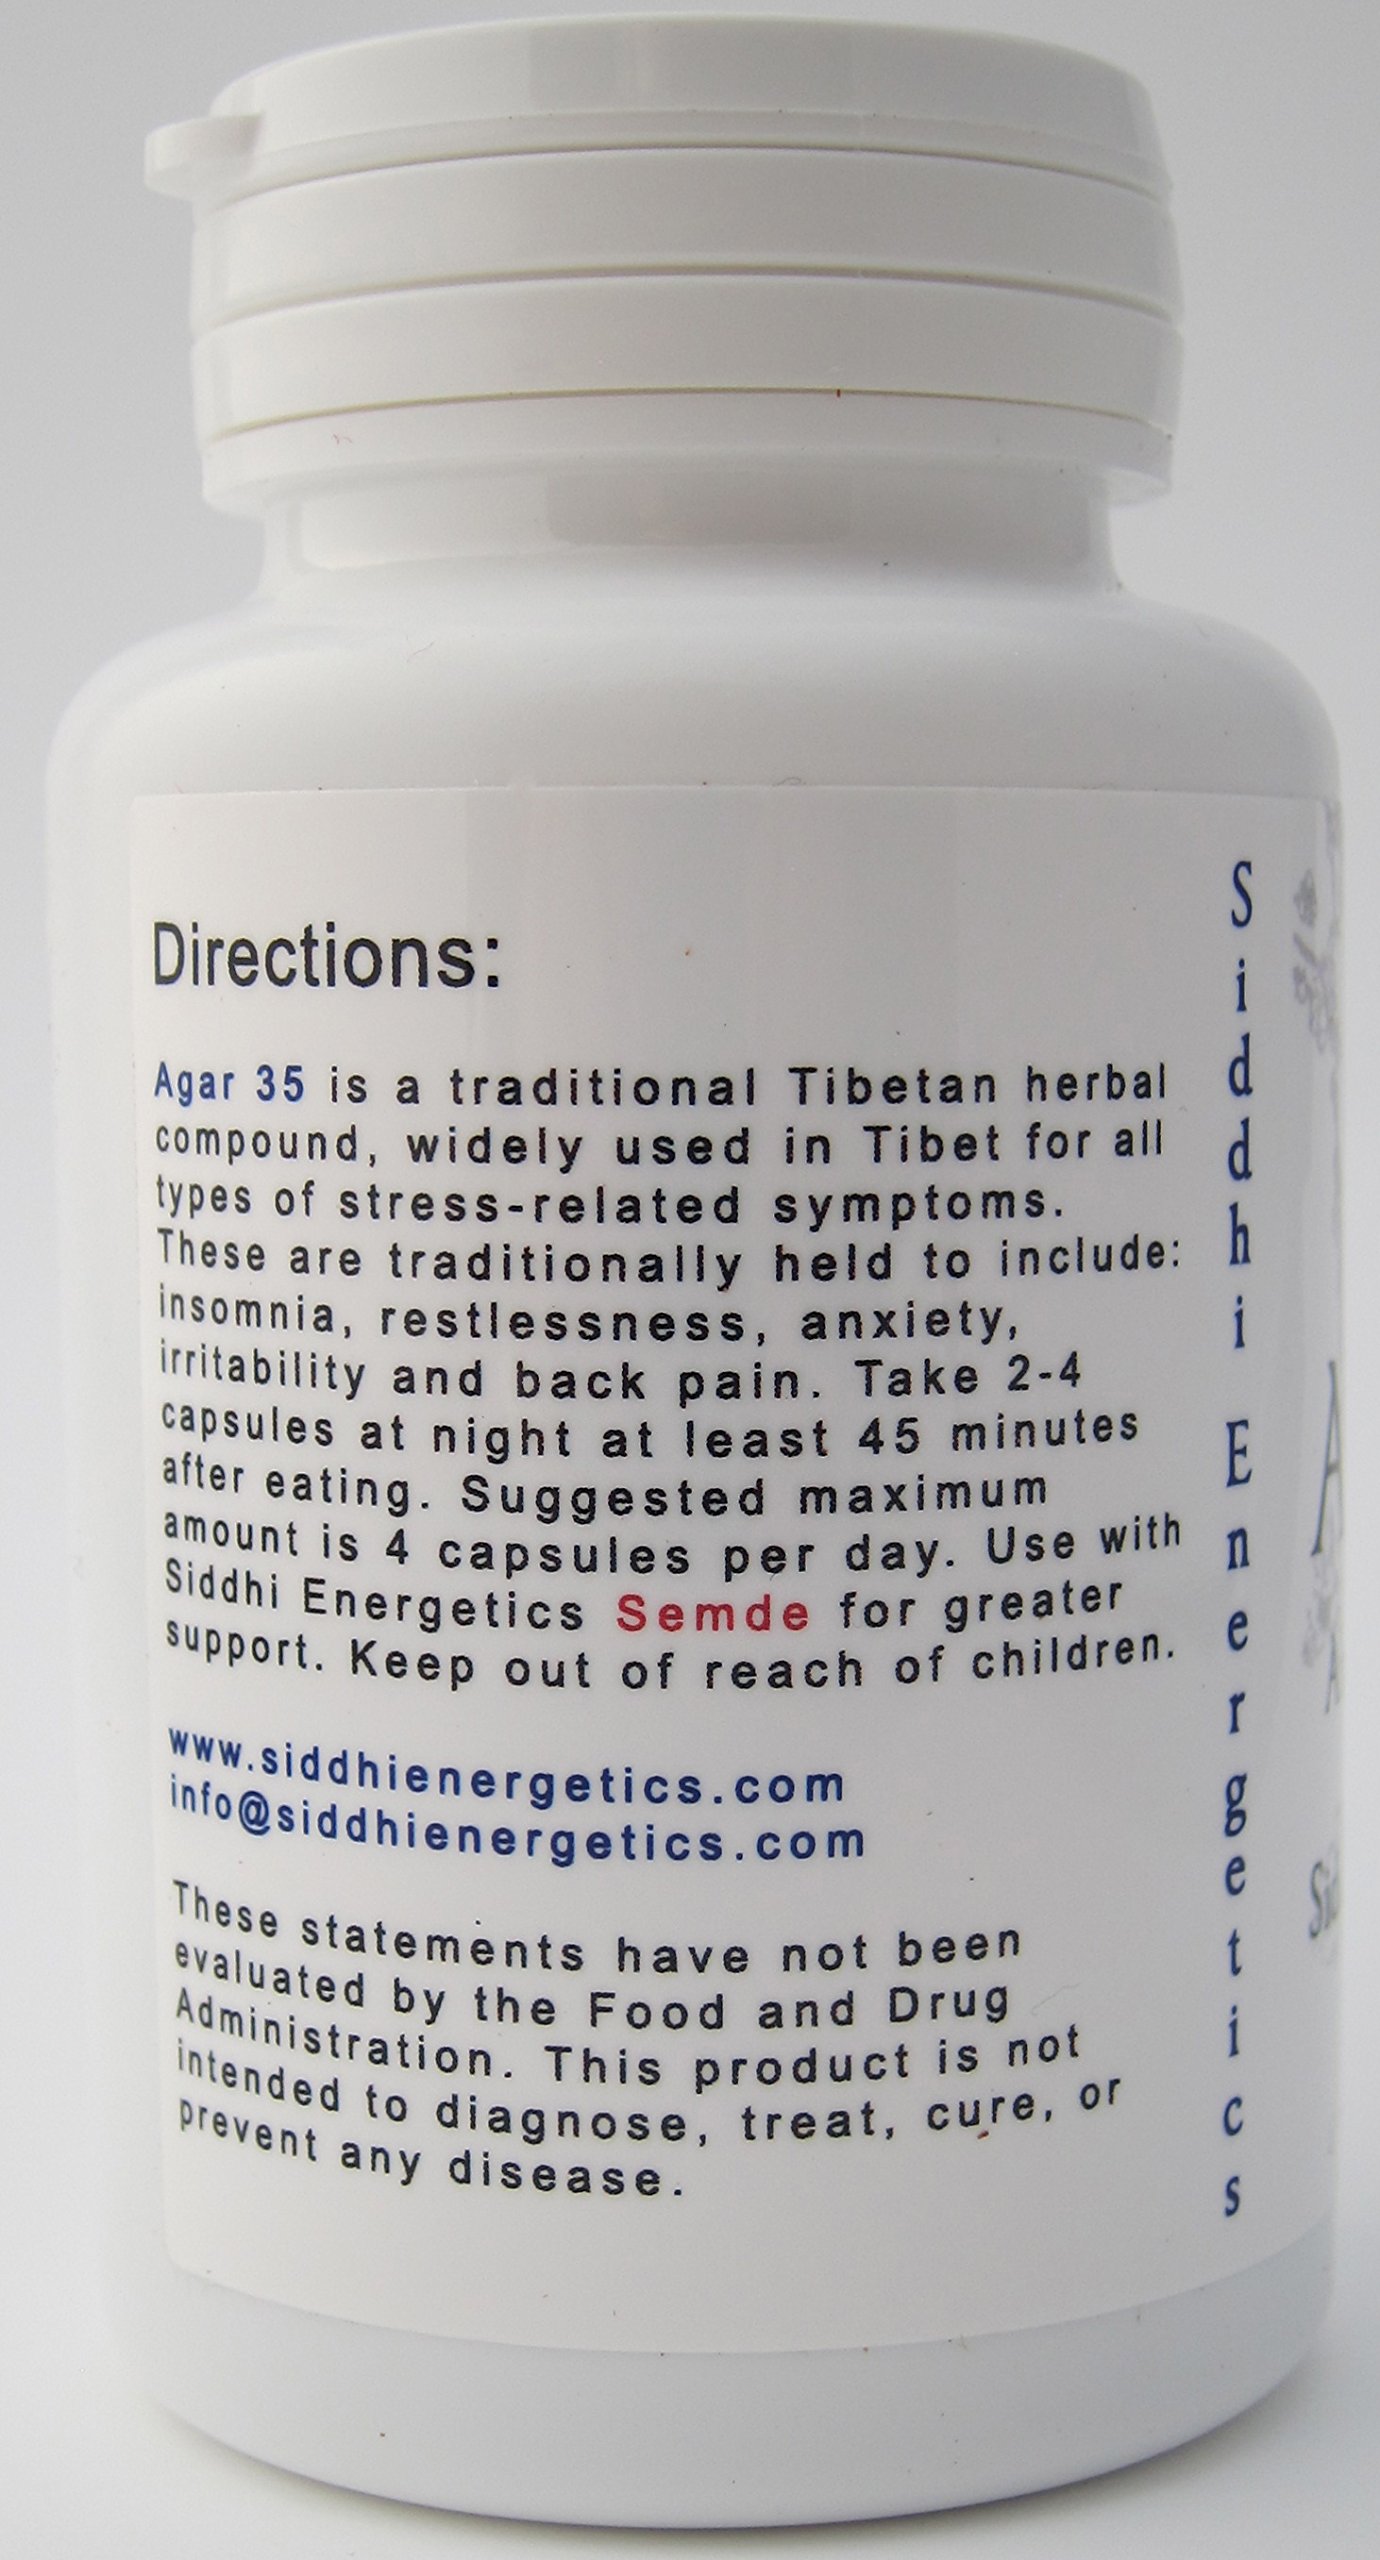 Directions:
Agar 35 is a traditional Tibetan herbal
compound, widely used in Tibet for all
types of stress-related symptoms.
These are traditionally held to include:
insomnia, restlessness, anxiety,
irritability and back pain. Take 2-4
capsules at night at least 45 minutes
after eating. Suggested maximum
amount is 4 capsules per day. Use with
Siddhi Energetics Semde for greater
support. Keep out of reach of children.
www.siddhienergetics.com
info@siddhienergetics.com
These statements have not been
evaluated by the Food and Drug
Administration. This product is not
intended to diagnose, treat, cure, or
prevent any disease.
Siddhi Energetics